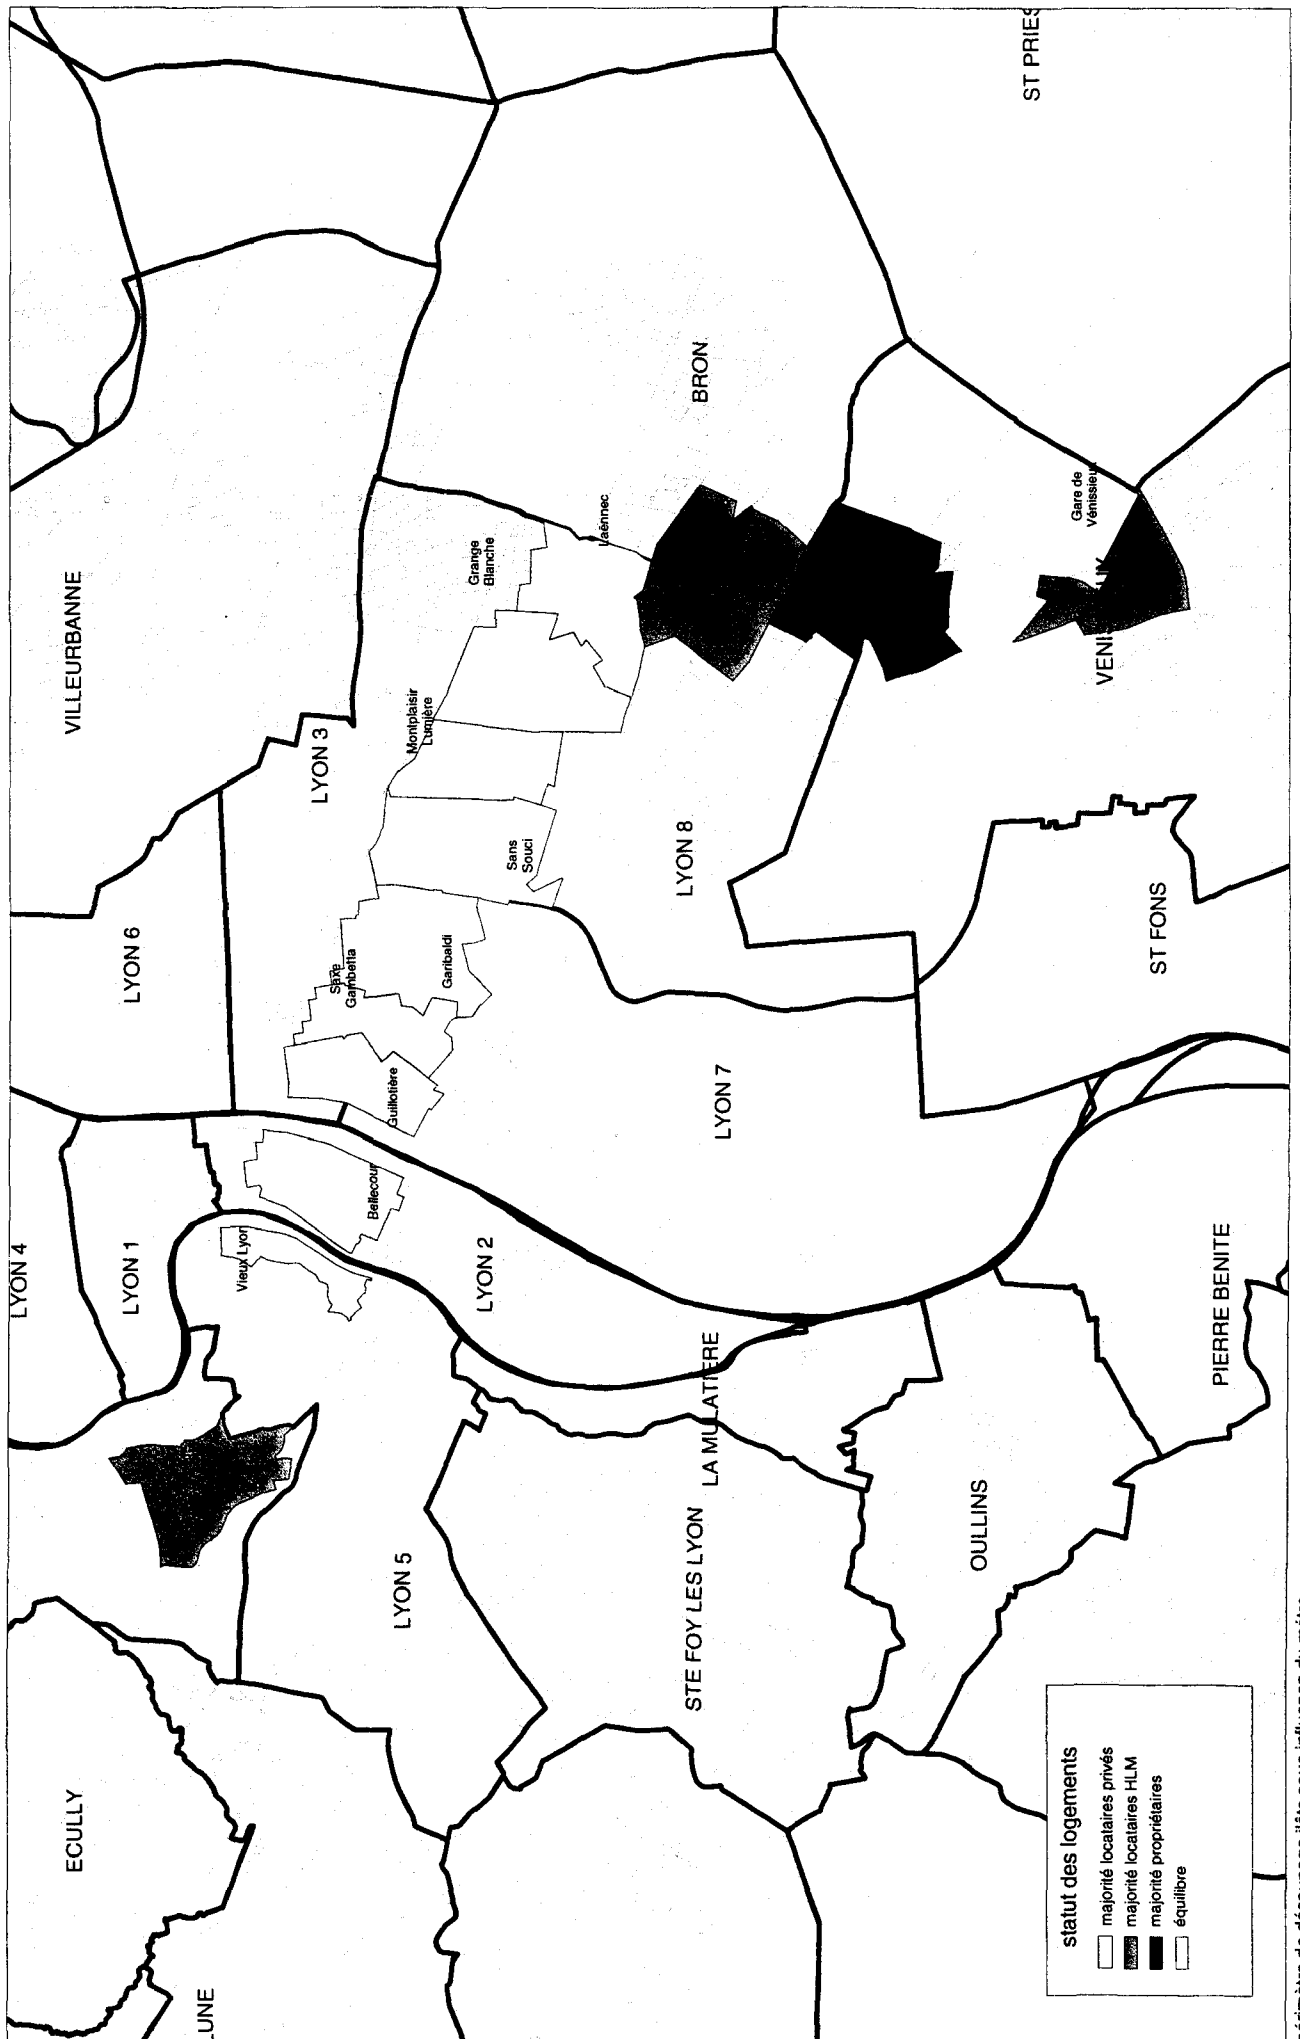 ECULLY
LUNE
LYON 4
LYON 1
LYON 6
VILLEURBANNE
Vieux Lyon
LYON 5
LYON 2
Bellecour
Guillotière
Saxe
Gambetta
Garibaldi
LYON 3
Montplaisir
Lumière
Sans
Souci
Grange
Blanche
Laënnec
BRON
ST PRIES
STE FOY LES LYON
LA MULATIERE
LYON 7
LYON 8
OULLINS
PIERRE BENITE
ST FONS
Gare de
Vénissieux
statut des logements
majorité locataires privés
majorité locataires HLM
majorité propriétaires
équilibre